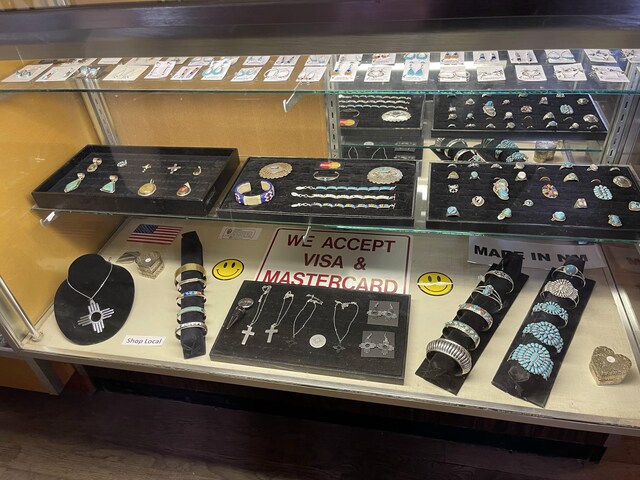 WE ACCEPT
VISA &
MASTERCARD
MADE IN NM
Shop Local